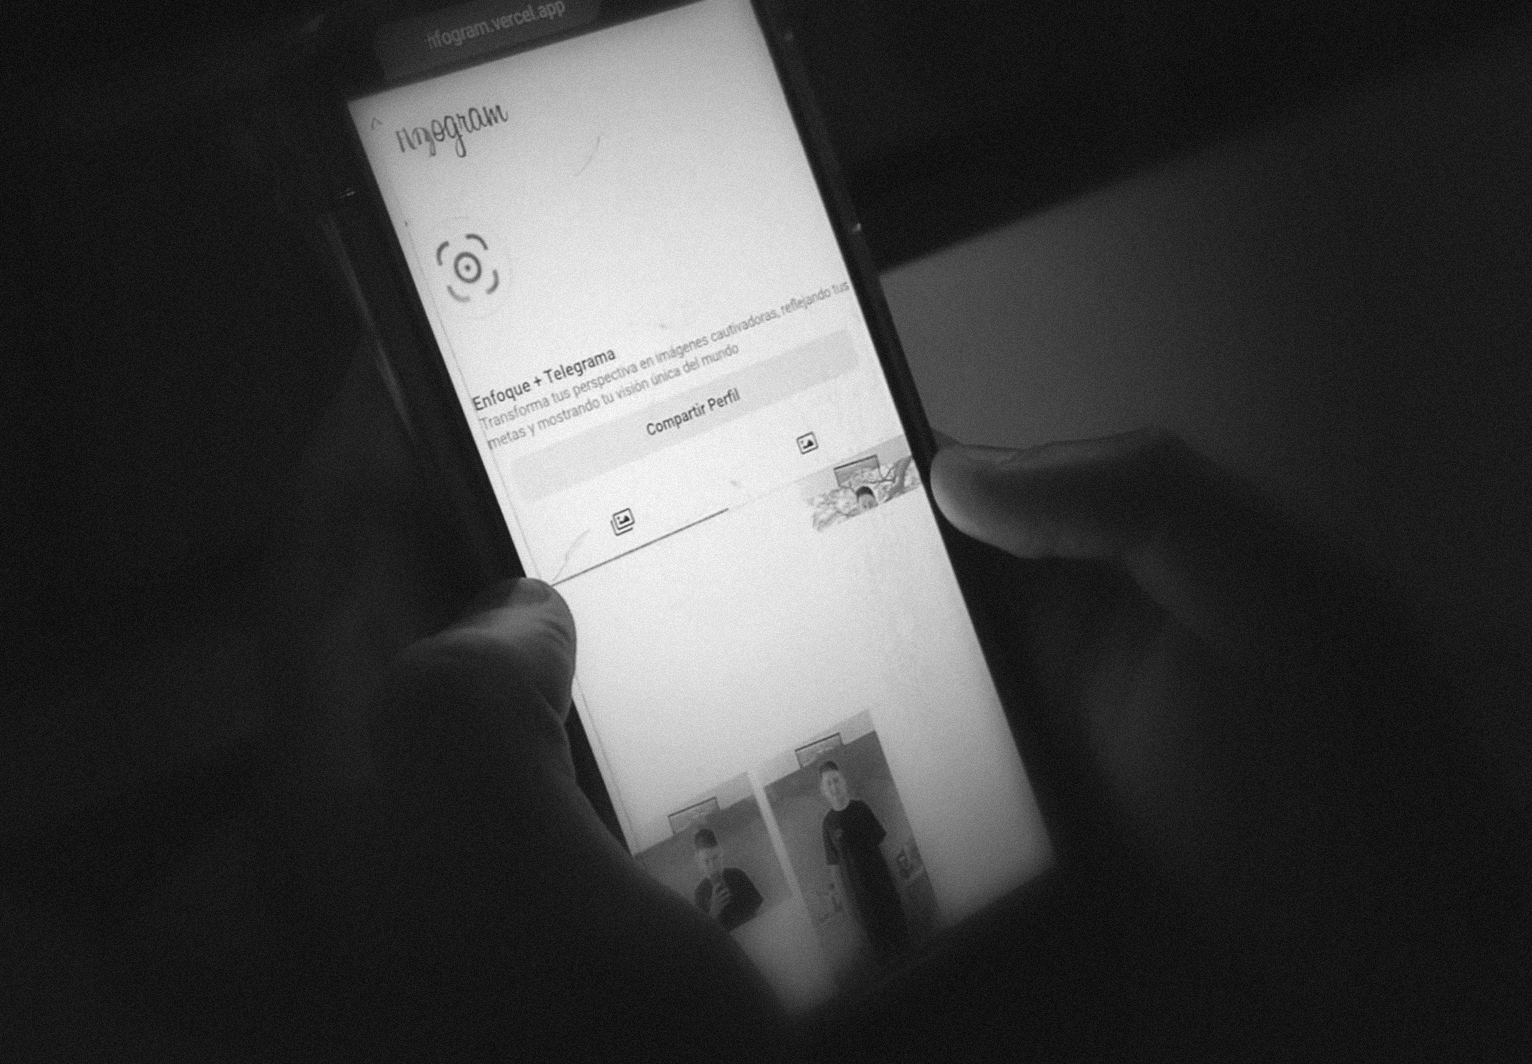 fifogram.vercel.app
Enfoque + Telegrama
Transforma tus perspectiva en imágenes cautivadoras, reflejando tus
metas y mostrando tu visión única del mundo
Compartir Perfil